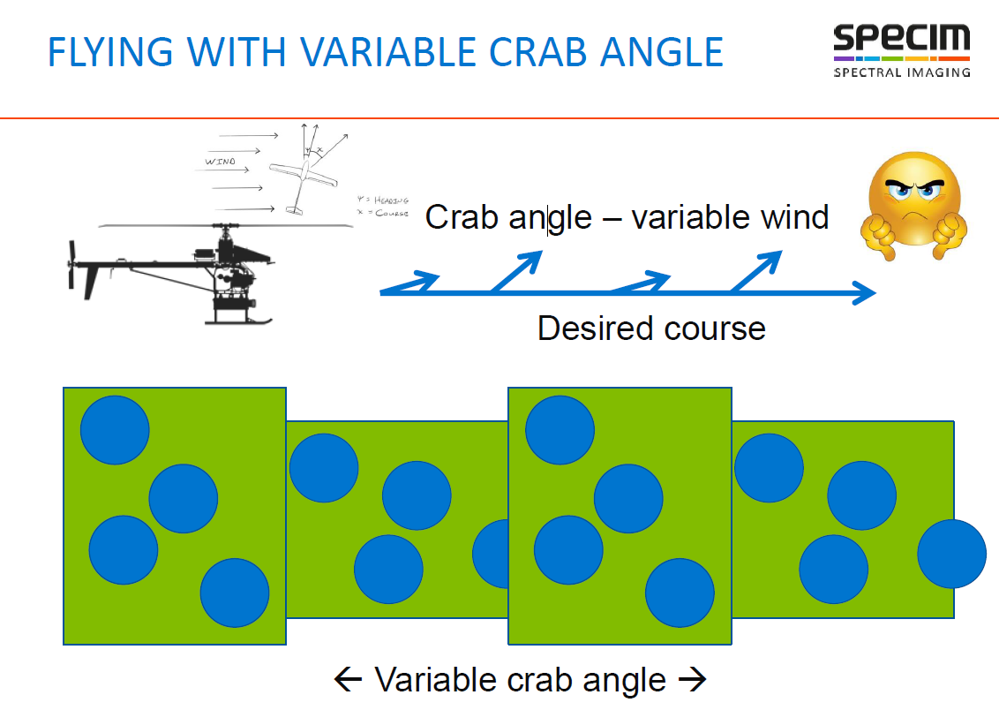 FLYING WITH VARIABLE CRAB ANGLE
SPECIM
SPECTRAL IMAGING
WIND
ψ X
ψ = HEADING
X = COURSE
Crab angle – variable wind
Desired course
← Variable crab angle →